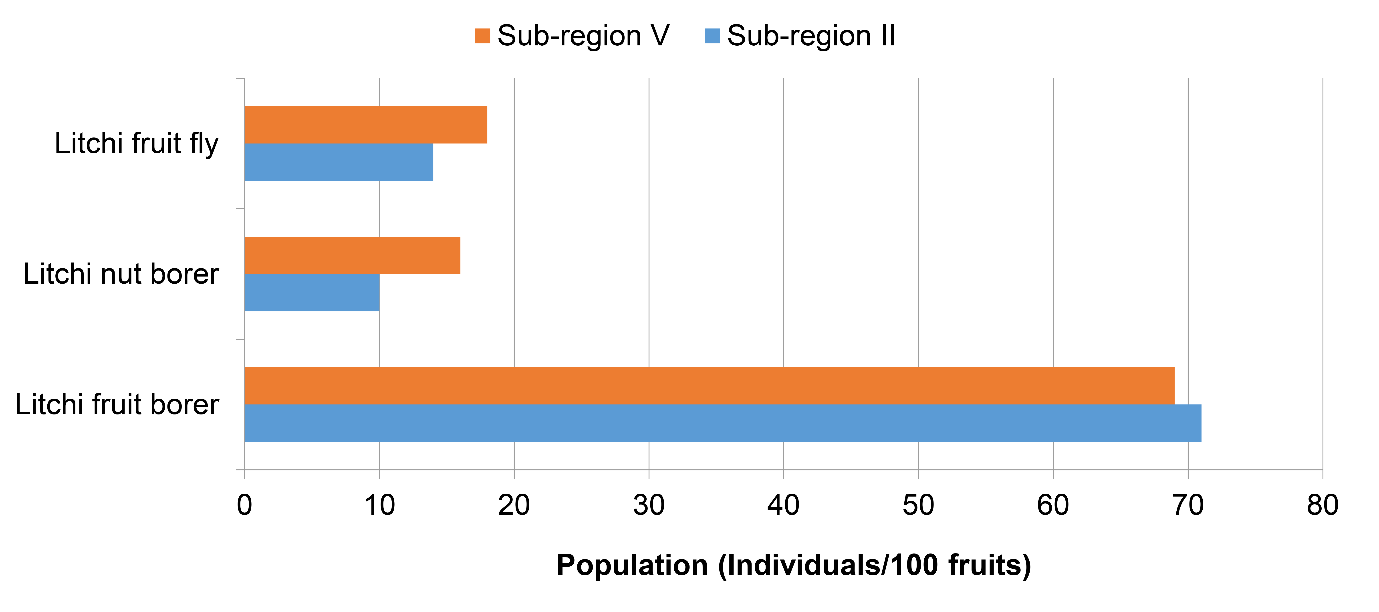 Sub-region V Sub-region II
Litchi fruit fly
Litchi nut borer
Litchi fruit borer
0 10 20 30 40 50 60 70 80
Population (Individuals/100 fruits)